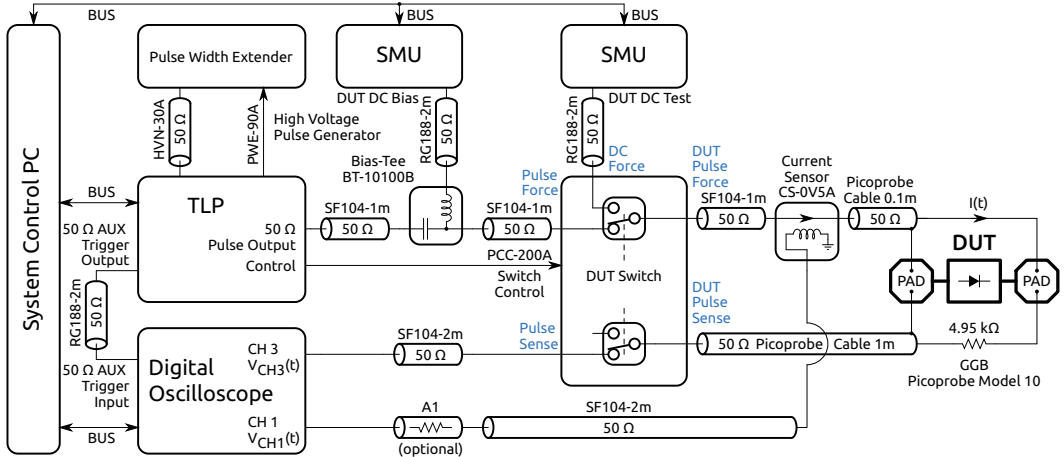 BUS
BUS
BUS
System Control PC
Pulse Width Extender
SMU
SMU
DUT DC Bias
DUT DC Test
HVN-30A
50 Ω
PWE-90A
High Voltage
Pulse Generator
RG188-2m
50 Ω
RG188-2m
50 Ω
Bias-Tee
BT-10100B
DC
Force
DUT
Pulse
Force
Current
Sensor
CS-0V5A
Picoprobe
Cable 0.1m
Pulse
Force
BUS
TLP
SF104-1m
50 Ω
SF104-1m
50 Ω
SF104-1m
50 Ω
50 Ω
I(t)
50 Ω
Pulse Output
Control
50 Ω AUX
Trigger
Output
PCC-200A
Switch
Control
DUT Switch
DUT
PAD
PAD
RG188-2m
50 Ω
DUT
Pulse
Sense
Pulse
Sense
SF104-2m
50 Ω
50 Ω Picoprobe Cable 1m
4.95 kΩ
GGB
Picoprobe Model 10
50 Ω AUX
Trigger
Input
Digital
Oscilloscope
CH 3
VCH3(t)
CH 1
VCH1(t)
BUS
A1
(optional)
SF104-2m
50 Ω